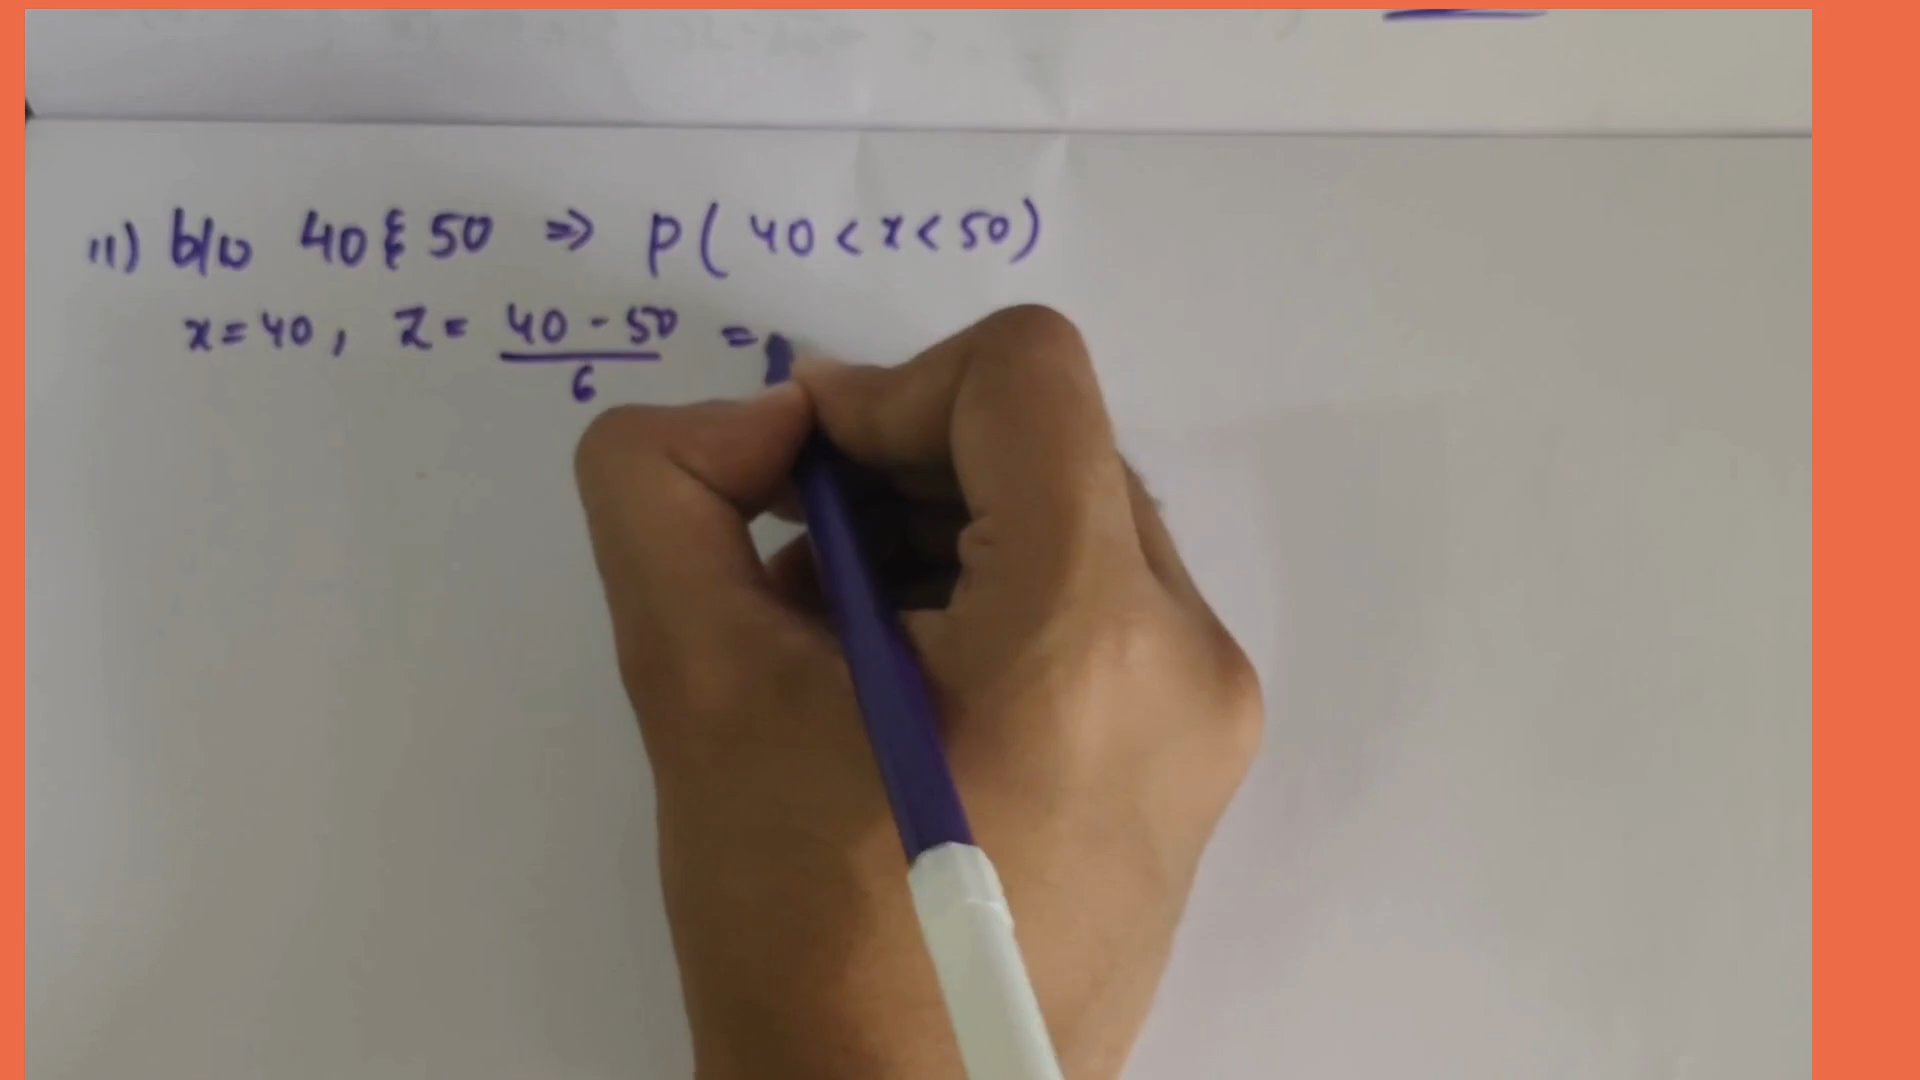 ii) b/w 40 & 50 ⇒ P( 40 < x < 50)
x = 40 , Z = 40 - 50 / 6 =